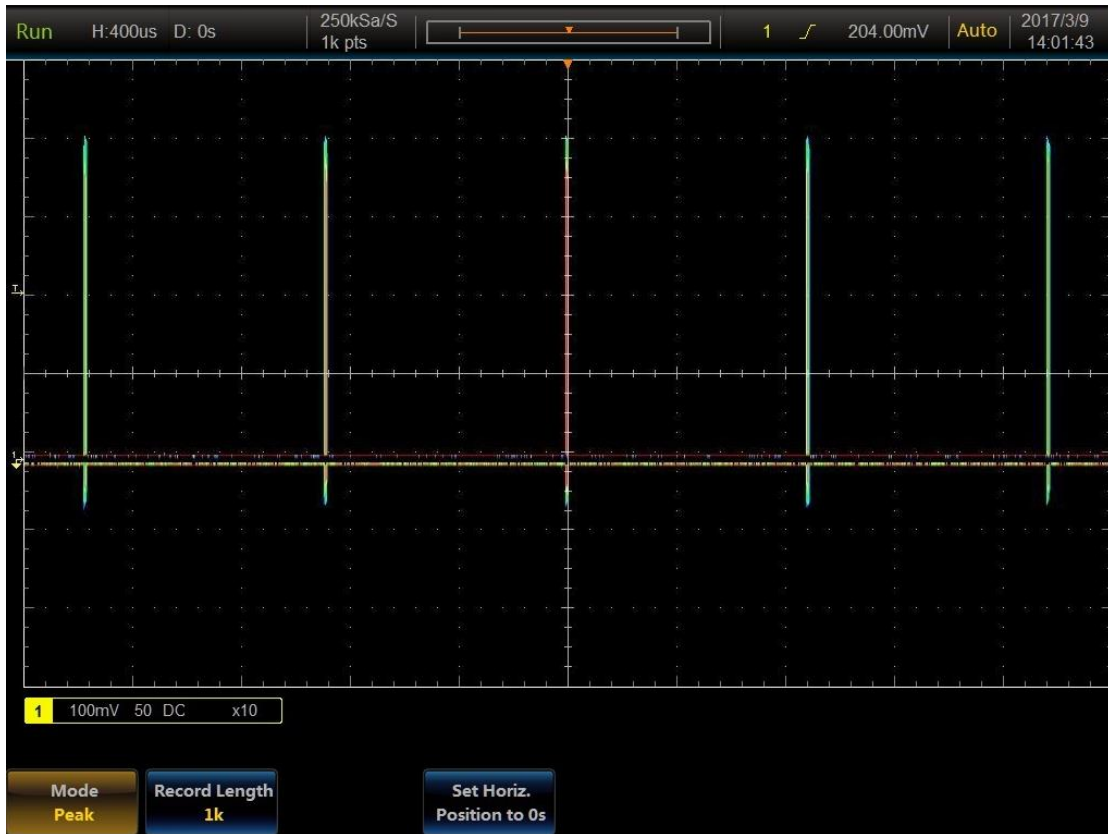 Run H:400us D: 0s 250kSa/S 1 204.00mV Auto 2017/3/9
1k pts 14:01:43
T
1
1 100mV 50 DC x10
Mode Record Length Set Horiz.
Peak 1k Position to 0s